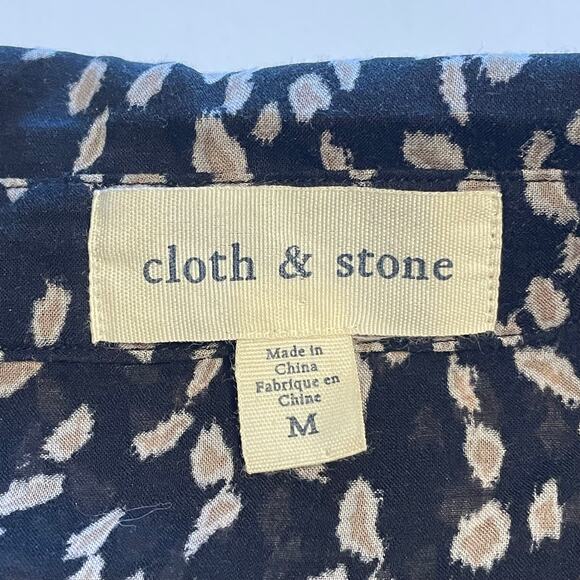 cloth & stone
Made in
China
Fabrique en
Chine
M